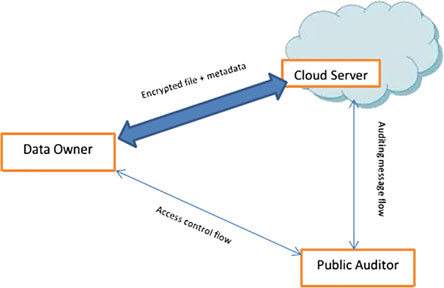 Cloud Server
Encrypted file + metadata
Data Owner
Auditing message flow
Access control flow
Public Auditor